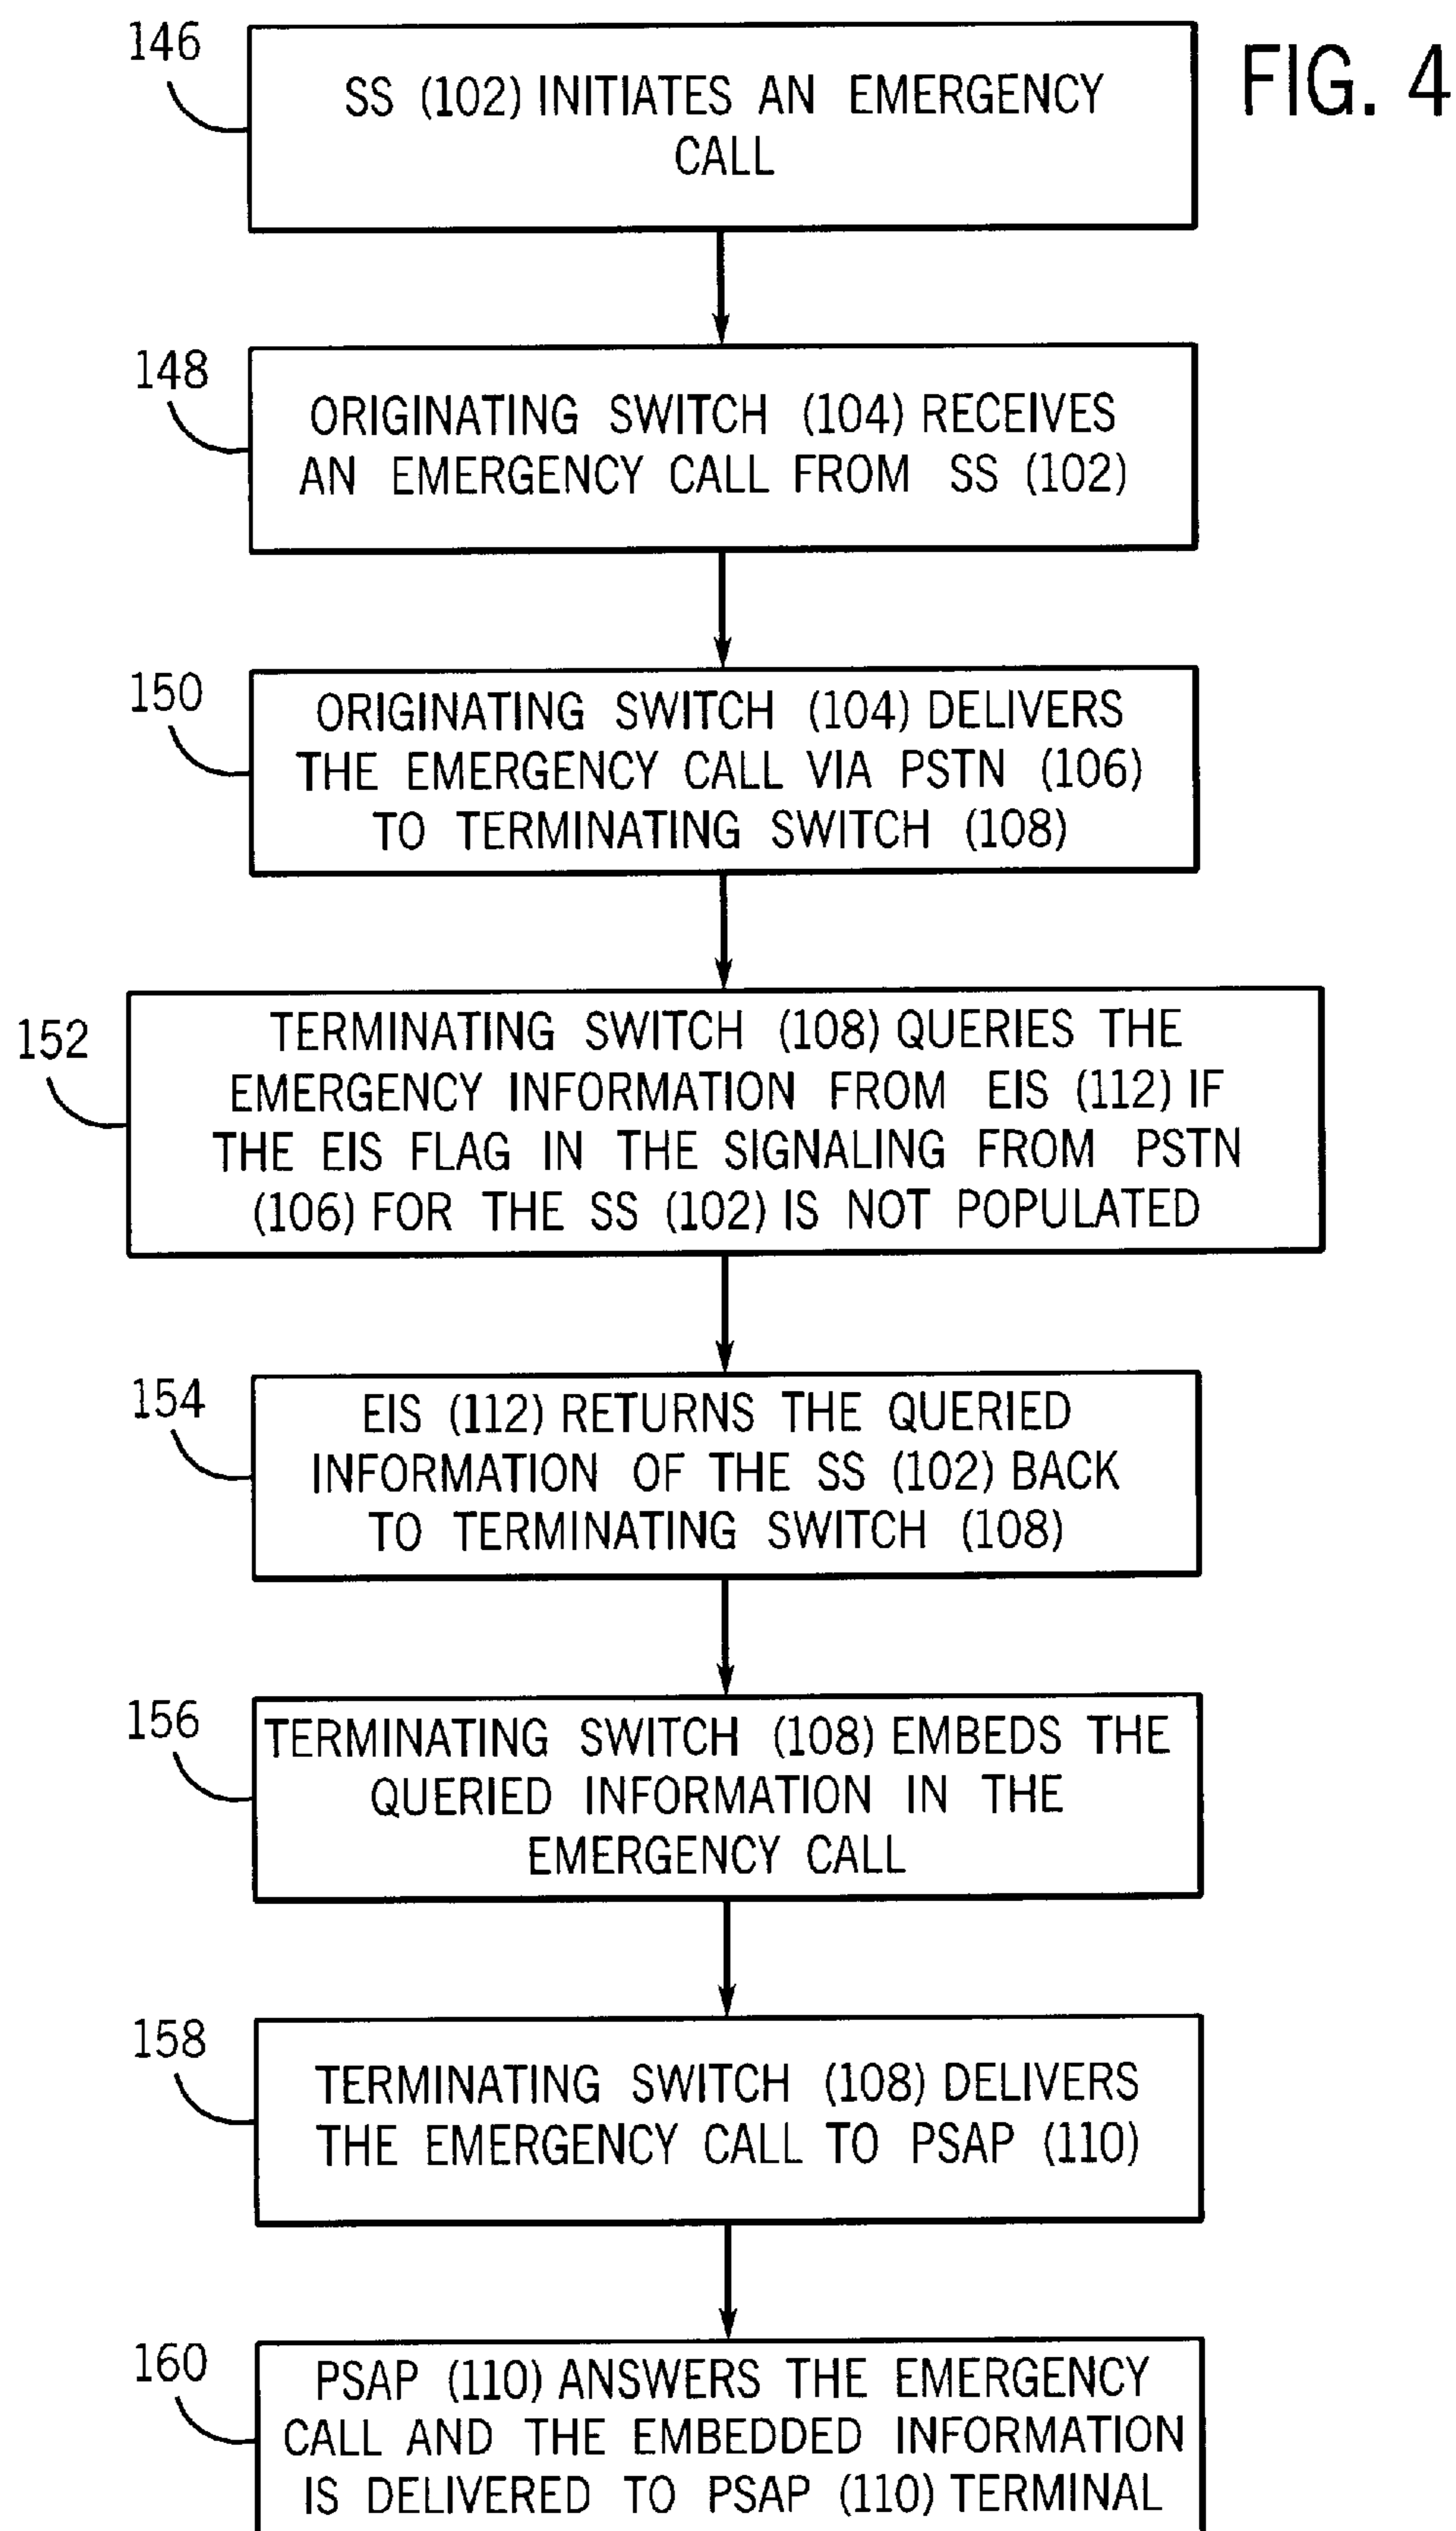 FIG. 4
146
SS (102) INITIATES AN EMERGENCY
CALL
148
ORIGINATING SWITCH (104) RECEIVES
AN EMERGENCY CALL FROM SS (102)
150
ORIGINATING SWITCH (104) DELIVERS
THE EMERGENCY CALL VIA PSTN (106)
TO TERMINATING SWITCH (108)
152
TERMINATING SWITCH (108) QUERIES THE
EMERGENCY INFORMATION FROM EIS (112) IF
THE EIS FLAG IN THE SIGNALING FROM PSTN
(106) FOR THE SS (102) IS NOT POPULATED
154
EIS (112) RETURNS THE QUERIED
INFORMATION OF THE SS (102) BACK
TO TERMINATING SWITCH (108)
156
TERMINATING SWITCH (108) EMBEDS THE
QUERIED INFORMATION IN THE
EMERGENCY CALL
158
TERMINATING SWITCH (108) DELIVERS
THE EMERGENCY CALL TO PSAP (110)
160
PSAP (110) ANSWERS THE EMERGENCY
CALL AND THE EMBEDDED INFORMATION
IS DELIVERED TO PSAP (110) TERMINAL